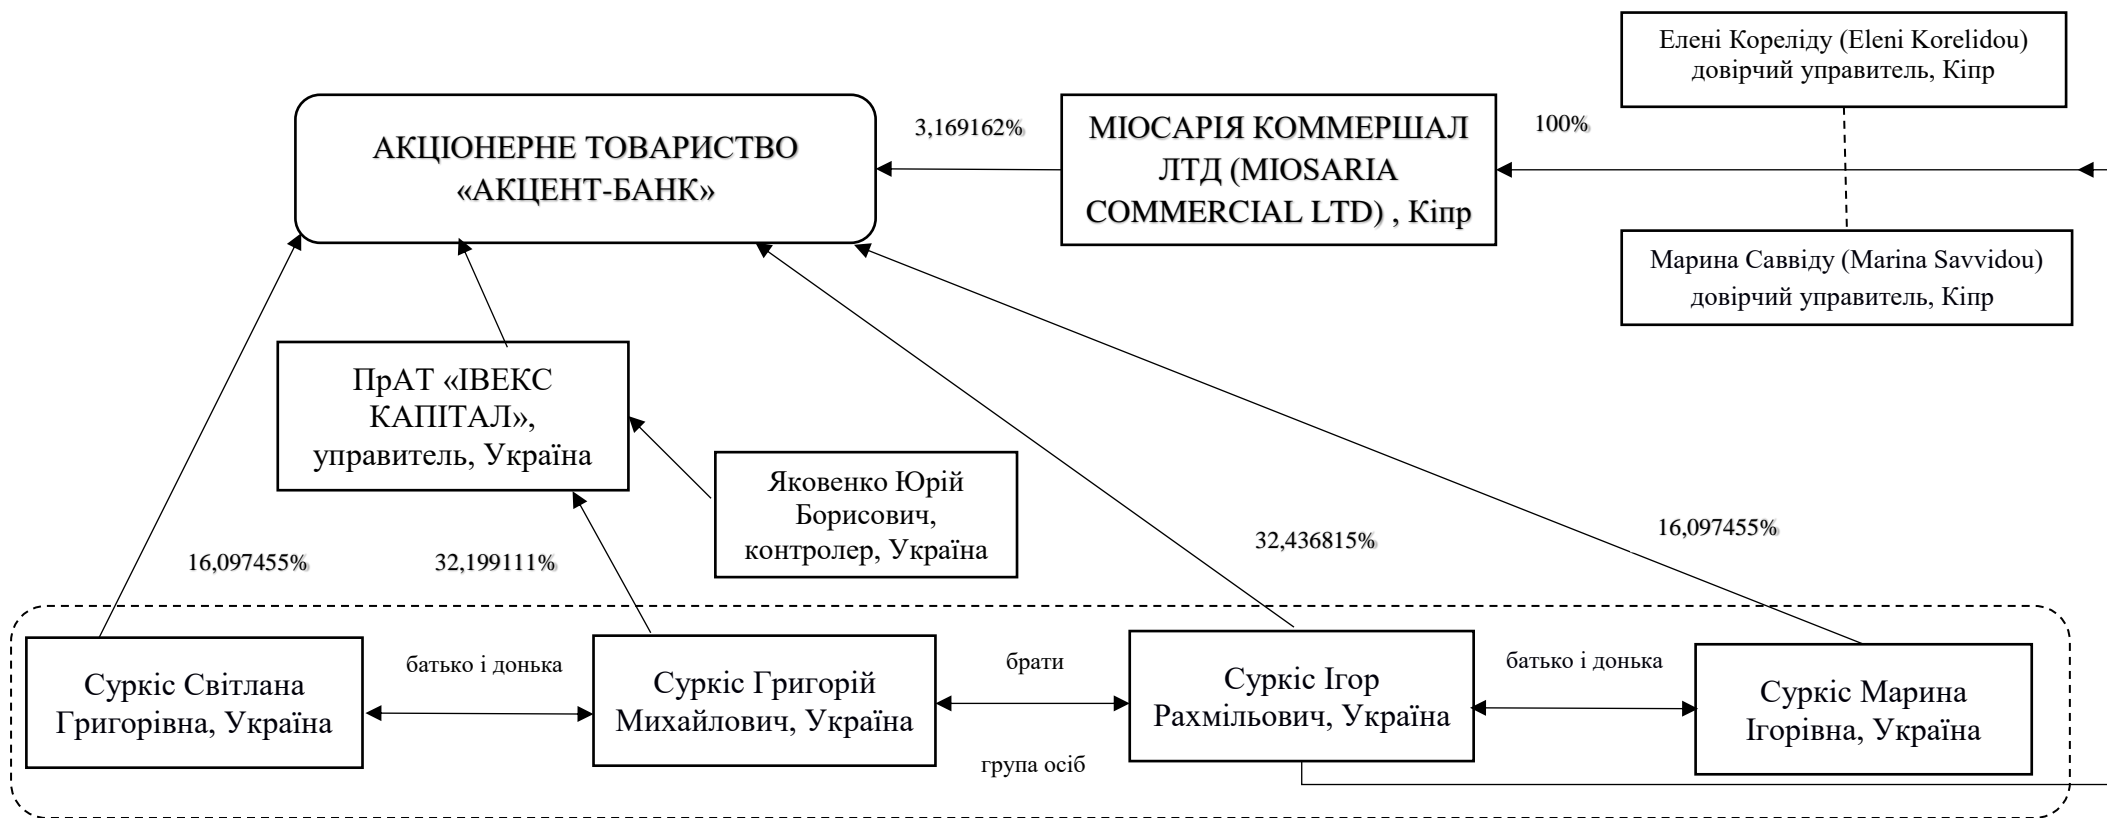 Елені Кореліду (Eleni Korelidou)
довірчий управитель, Кіпр
АКЦІОНЕРНЕ ТОВАРИСТВО
«АКЦЕНТ-БАНК»
3,169162%
МІОСАРІЯ КОММЕРШАЛ
ЛТД (MIOSARIA
COMMERCIAL LTD) , Кіпр
100%
Марина Саввіду (Marina Savvidou)
довірчий управитель, Кіпр
ПрАТ «ІВЕКС
КАПІТАЛ»,
управитель, Україна
Яковенко Юрій
Борисович,
контролер, Україна
16,097455%
32,199111%
32,436815%
16,097455%
Суркіс Світлана
Григорівна, Україна
батько і донька
Суркіс Григорій
Михайлович, Україна
брати
група осіб
Суркіс Ігор
Рахмільович, Україна
батько і донька
Суркіс Марина
Ігорівна, Україна